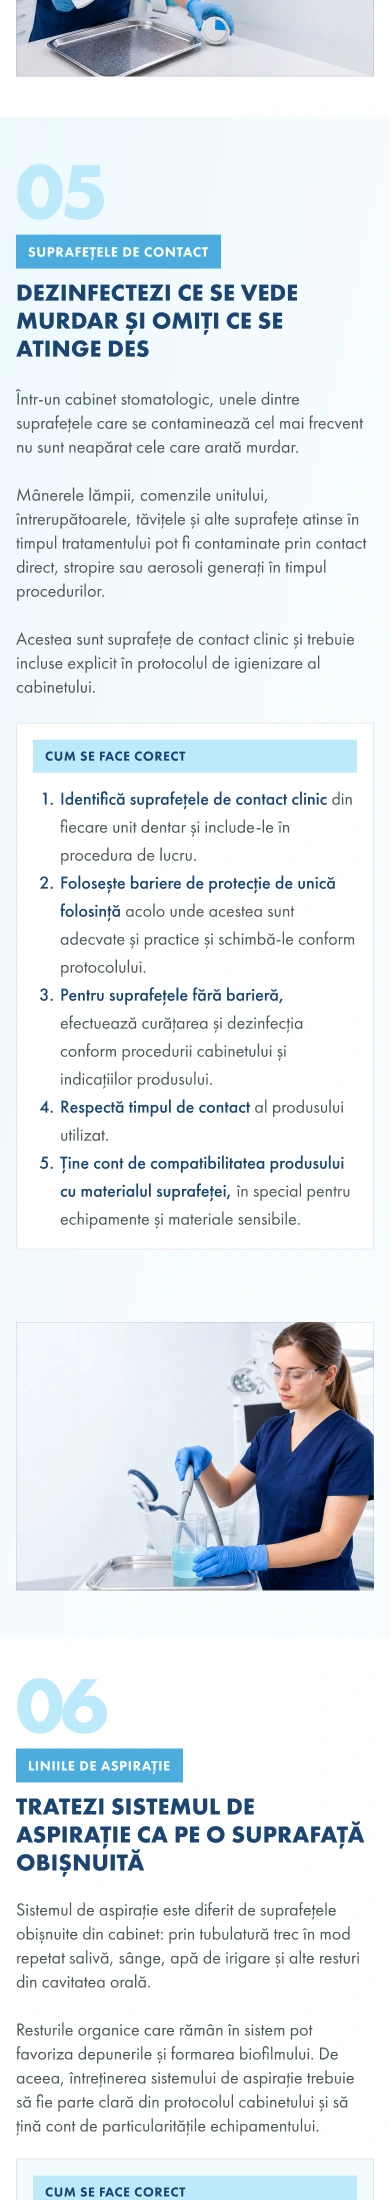 05
SUPRAFEȚELE DE CONTACT
DEZINFECTEZI CE SE VEDE
MURDAR ȘI OMIȚI CE SE
ATINGE DES
Într-un cabinet stomatologic, unele dintre
suprafețele care se contaminează cel mai frecvent
nu sunt neapărat cele care arată murdar.
Mânerele lămpii, comenzile unitului,
întrerupătoarele, tăvițele și alte suprafețe atinse în
timpul tratamentului pot fi contaminate prin contact
direct, stropire sau aerosoli generați în timpul
procedurilor.
Acestea sunt suprafețe de contact clinic și trebuie
incluse explicit în protocolul de igienizare al
cabinetului.
CUM SE FACE CORECT
1. Identifică suprafețele de contact clinic din
fiecare unit dentar și include-le în
procedura de lucru.
2. Folosește bariere de protecție de unică
folosință acolo unde acestea sunt
adecvate și practice și schimbă-le conform
protocolului.
3. Pentru suprafețele fără barieră,
efectuează curățarea și dezinfecția
conform procedurii cabinetului și
indicațiilor produsului.
4. Respectă timpul de contact al produsului
utilizat.
5. Ține cont de compatibilitatea produsului
cu materialul suprafeței, în special pentru
echipamente și materiale sensibile.
06
LINIILE DE ASPIRAȚIE
TRATEZI SISTEMUL DE
ASPIRAȚIE CA PE O SUPRAFAȚĂ
OBIȘNUITĂ
Sistemul de aspirație este diferit de suprafețele
obișnuite din cabinet: prin tubulatură trec în mod
repetat salivă, sânge, apă de irigare și alte resturi
din cavitatea orală.
Resturile organice care rămân în sistem pot
favoriza depunerile și formarea biofilmului. De
aceea, întreținerea sistemului de aspirație trebuie
să fie parte clară din protocolul cabinetului și să
țină cont de particularitățile echipamentului.
CUM SE FACE CORECT